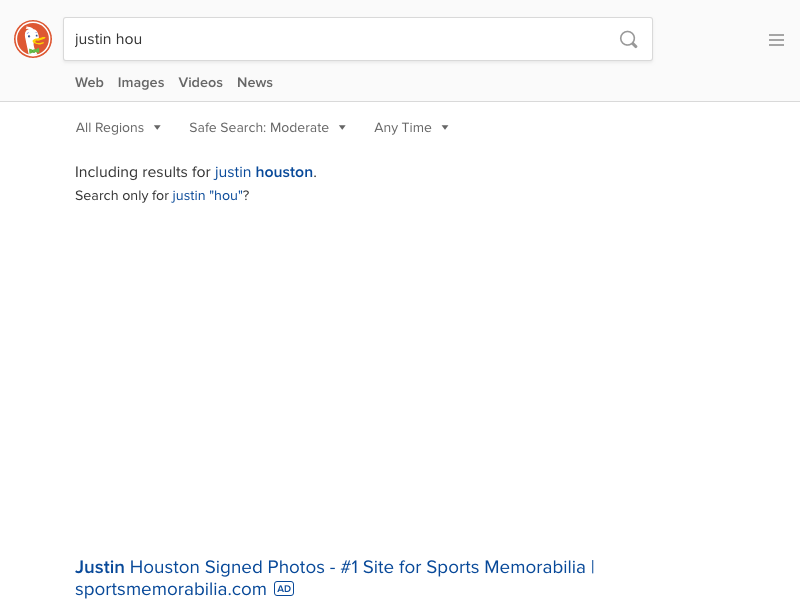 justin hou
Web Images Videos News
All Regions ▼ Safe Search: Moderate ▼ Any Time ▼
Including results for justin houston.
Search only for justin "hou"?
Justin Houston Signed Photos - #1 Site for Sports Memorabilia |
sportsmemorabilia.com AD